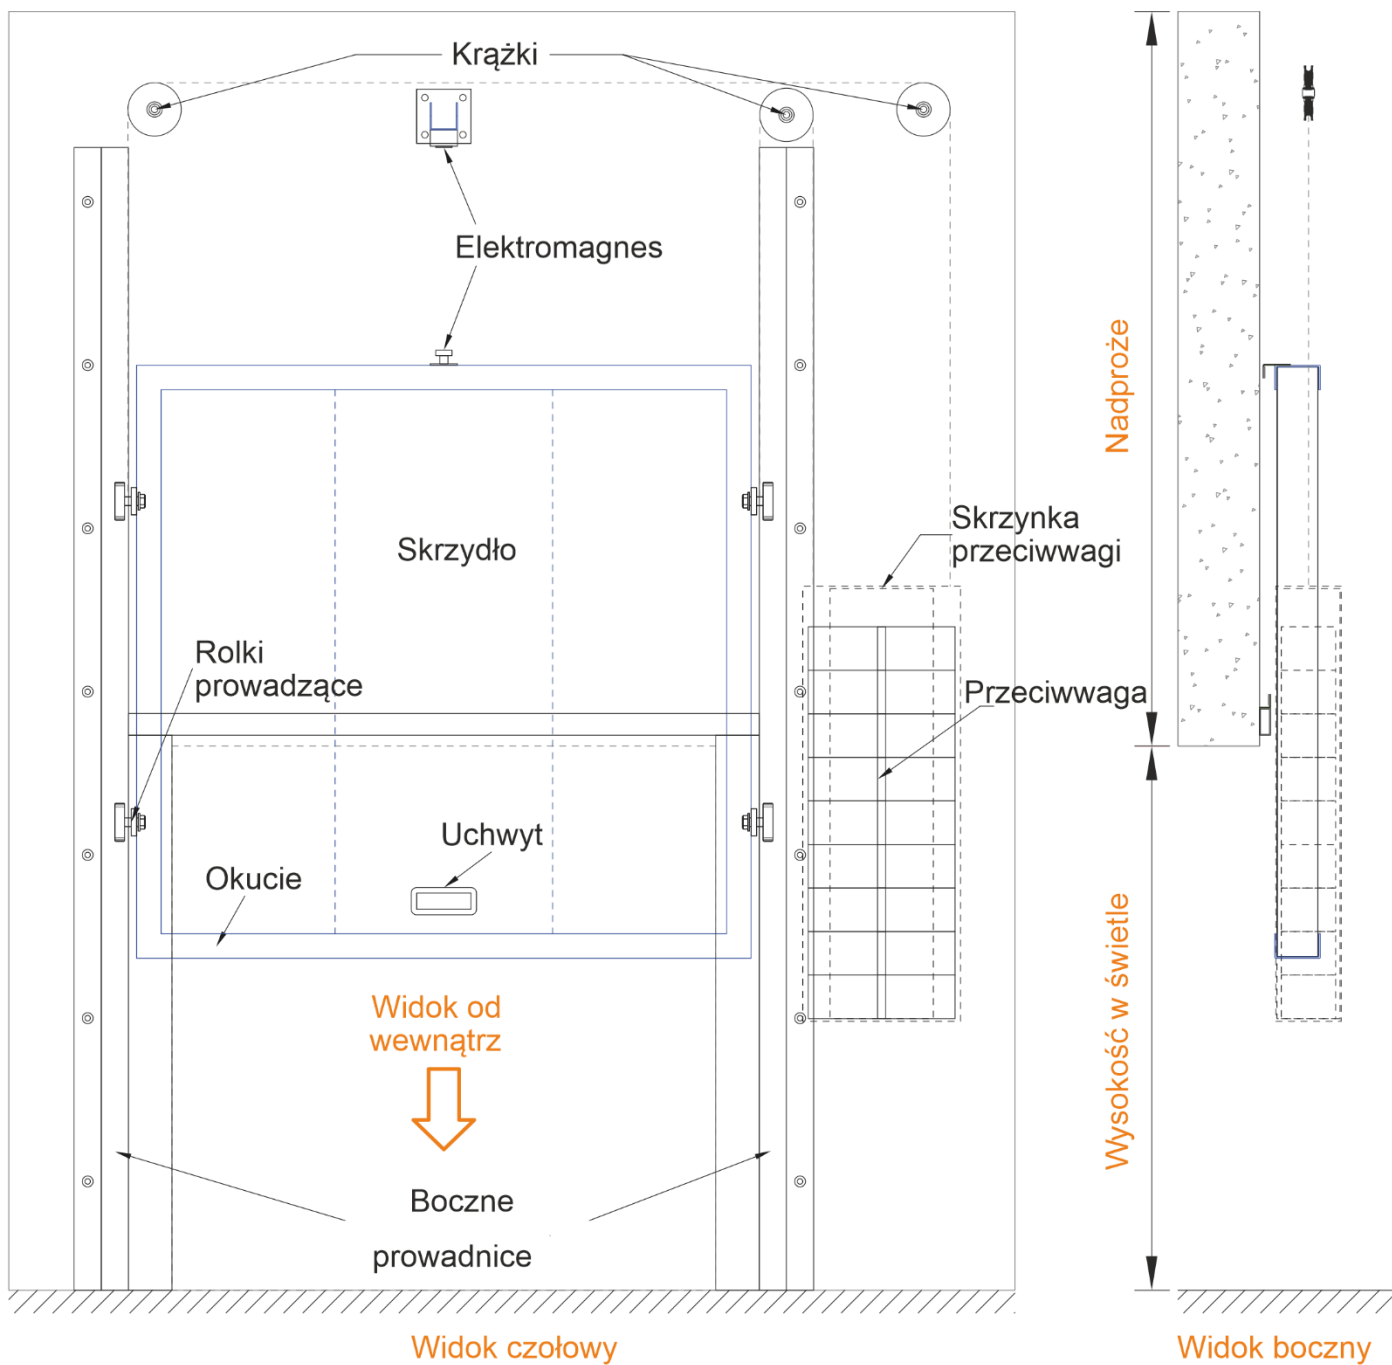 Krążki
Elektromagnes
Skrzydło
Skrzynka
przeciwwagi
Rolki
prowadzące
Przeciwwaga
Uchwyt
Okucie
Widok od
wewnątrz
Boczne
prowadnice
Widok czołowy
Nadproże
Wysokość w świetle
Widok boczny